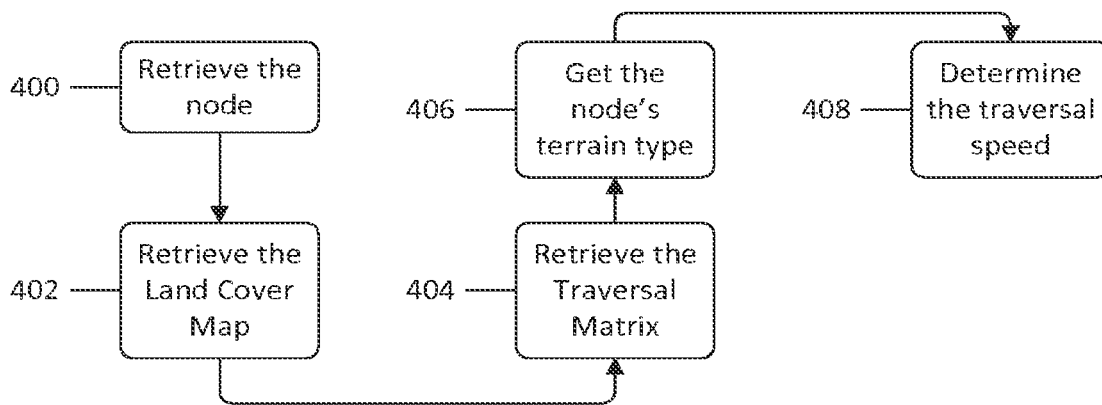 400
Retrieve the
node
402
Retrieve the
Land Cover
Map
404
Retrieve the
Traversal
Matrix
406
Get the
node's
terrain type
408
Determine
the traversal
speed